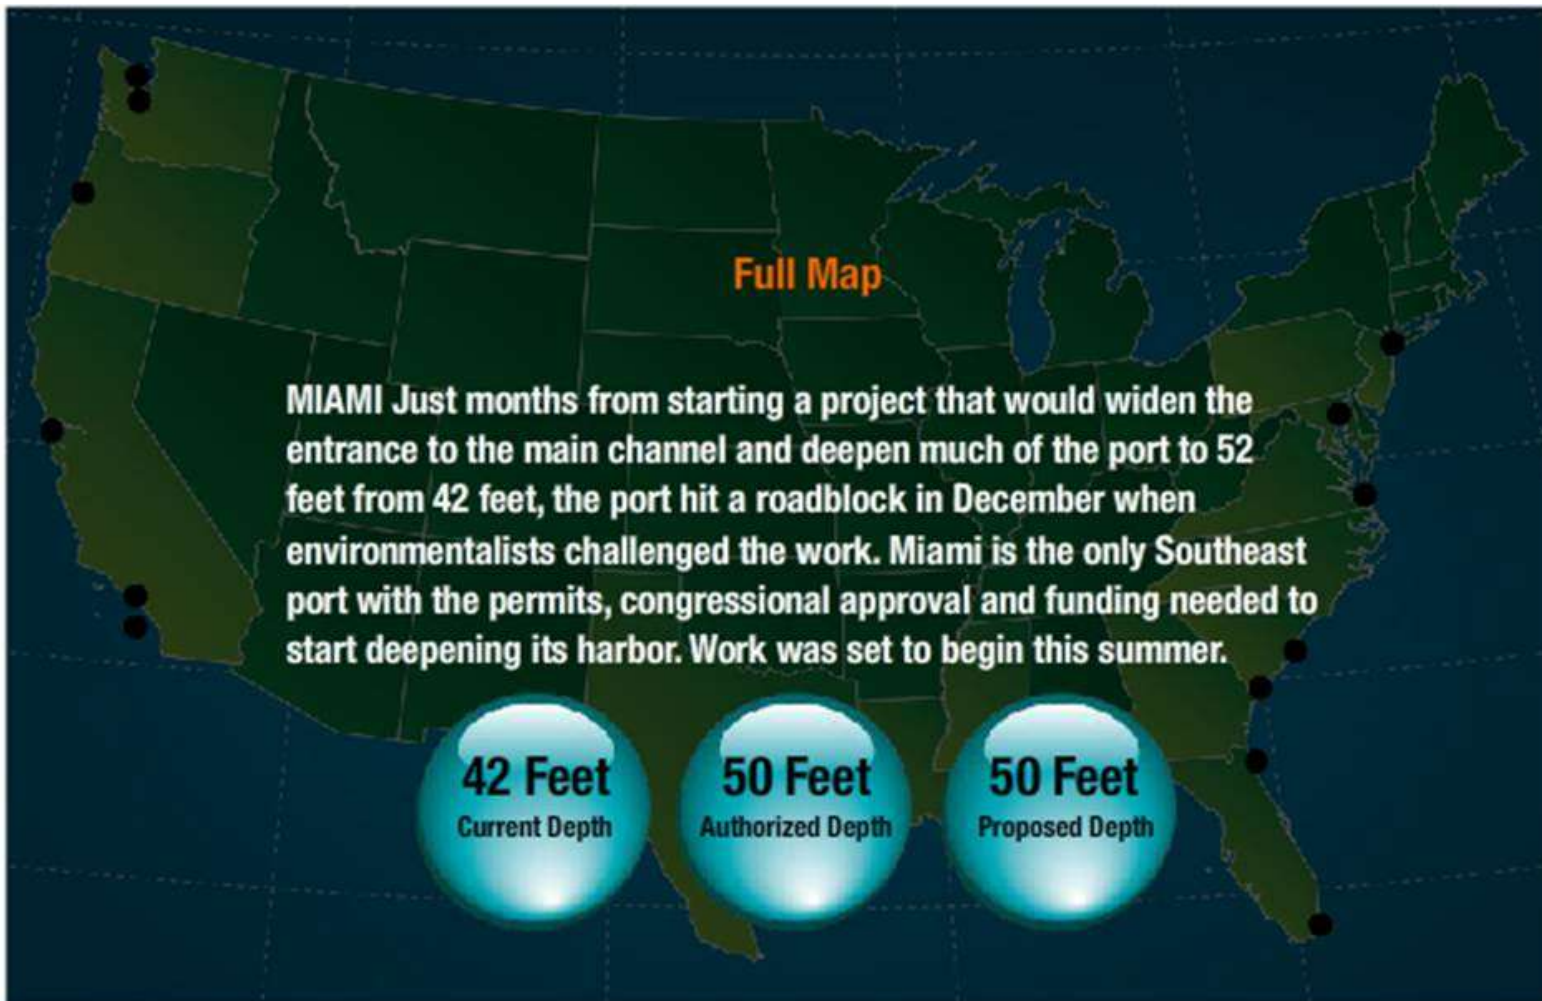 Full Map
MIAMI Just months from starting a project that would widen the
entrance to the main channel and deepen much of the port to 52
feet from 42 feet, the port hit a roadblock in December when
environmentalists challenged the work. Miami is the only Southeast
port with the permits, congressional approval and funding needed to
start deepening its harbor. Work was set to begin this summer.
42 Feet
Current Depth
50 Feet
Authorized Depth
50 Feet
Proposed Depth